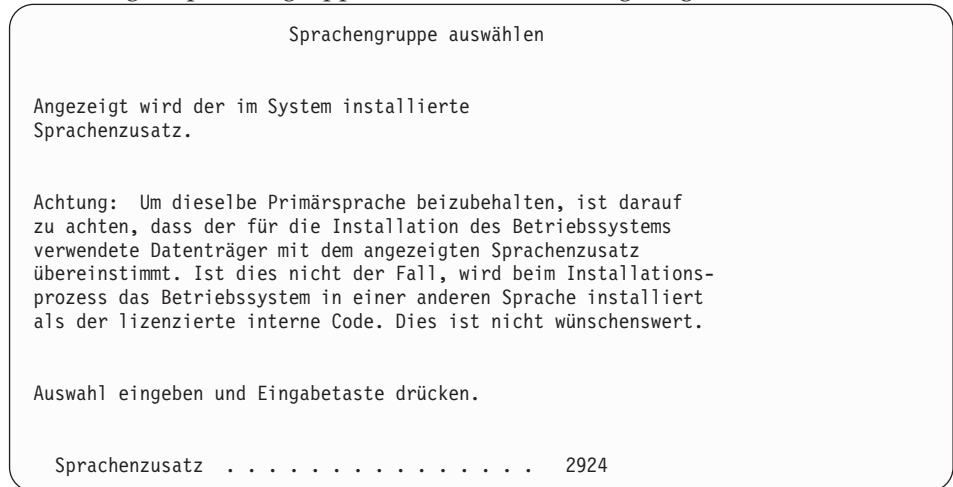 Sprachengruppe auswählen
Angezeigt wird der im System installierte
Sprachenzusatz.
Achtung: Um dieselbe Primärsprache beizubehalten, ist darauf
zu achten, dass der für die Installation des Betriebssystems
verwendete Datenträger mit dem angezeigten Sprachenzusatz
übereinstimmt. Ist dies nicht der Fall, wird beim Installations-
prozess das Betriebssystem in einer anderen Sprache installiert
als der lizenzierte interne Code. Dies ist nicht wünschenswert.
Auswahl eingeben und Eingabetaste drücken.
Sprachenzusatz . . . . . . . . . . . . . . . 2924